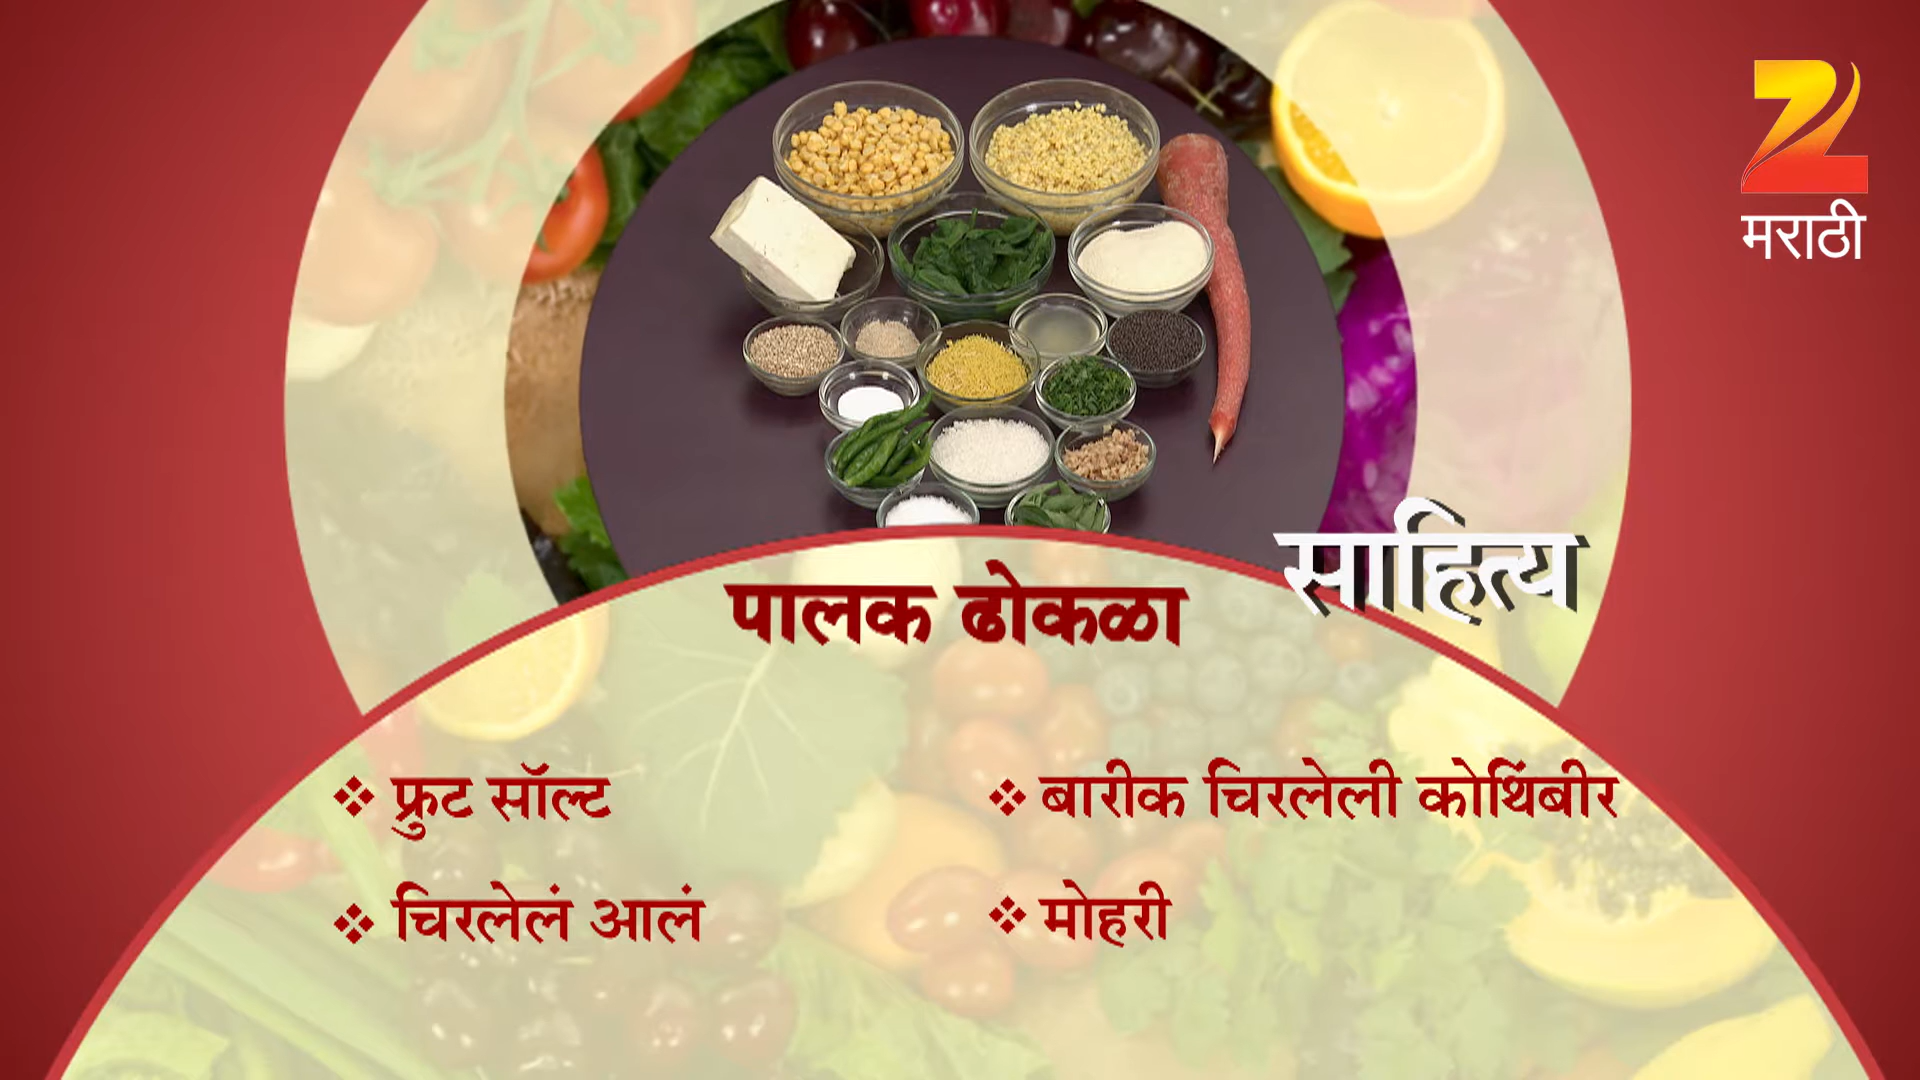 मराठी
साहित्य
पालक ढोकळा
❖ फ्रुट सॉल्ट
❖ बारीक चिरलेली कोथिंबीर
❖ चिरलेलं आलं
❖ मोहरी